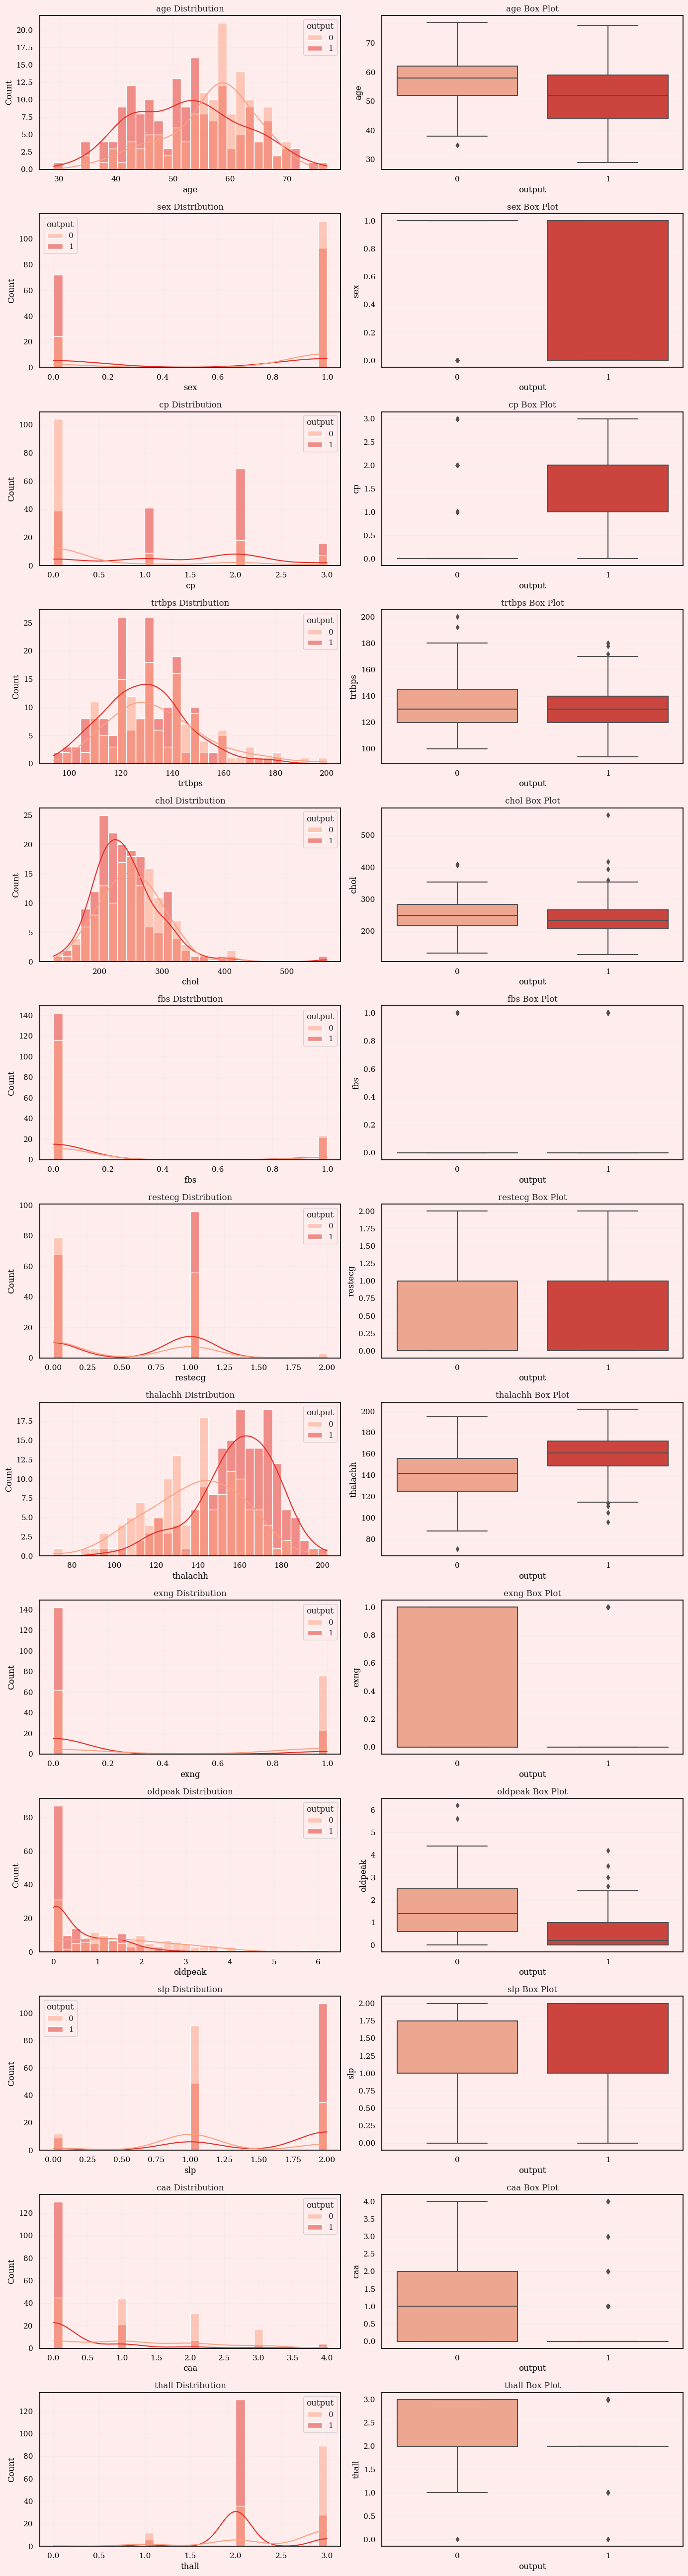 age Distribution
output
0
1
20.0
17.5
15.0
12.5
10.0
7.5
5.0
2.5
0.0
Count
30 40 50 60 70
age
age Box Plot
70
60
50
40
30
age
0 1
output
sex Distribution
output
0
1
100
80
60
40
20
0
Count
0.0 0.2 0.4 0.6 0.8 1.0
sex
sex Box Plot
1.0
0.8
0.6
0.4
0.2
0.0
sex
0 1
output
cp Distribution
output
0
1
100
80
60
40
20
0
Count
0.0 0.5 1.0 1.5 2.0 2.5 3.0
cp
cp Box Plot
3.0
2.5
2.0
1.5
1.0
0.5
0.0
cp
0 1
output
trtbps Distribution
output
0
1
25
20
15
10
5
0
Count
100 120 140 160 180 200
trtbps
trtbps Box Plot
200
180
160
140
120
100
trtbps
0 1
output
chol Distribution
output
0
1
25
20
15
10
5
0
Count
200 300 400 500
chol
chol Box Plot
500
400
300
200
chol
0 1
output
fbs Distribution
output
0
1
140
120
100
80
60
40
20
0
Count
0.0 0.2 0.4 0.6 0.8 1.0
fbs
fbs Box Plot
1.0
0.8
0.6
0.4
0.2
0.0
fbs
0 1
output
restecg Distribution
output
0
1
100
80
60
40
20
0
Count
0.00 0.25 0.50 0.75 1.00 1.25 1.50 1.75 2.00
restecg
restecg Box Plot
2.00
1.75
1.50
1.25
1.00
0.75
0.50
0.25
0.00
restecg
0 1
output
thalachh Distribution
output
0
1
17.5
15.0
12.5
10.0
7.5
5.0
2.5
0.0
Count
80 100 120 140 160 180 200
thalachh
thalachh Box Plot
200
180
160
140
120
100
80
thalachh
0 1
output
exng Distribution
output
0
1
140
120
100
80
60
40
20
0
Count
0.0 0.2 0.4 0.6 0.8 1.0
exng
exng Box Plot
1.0
0.8
0.6
0.4
0.2
0.0
exng
0 1
output
oldpeak Distribution
output
0
1
80
60
40
20
0
Count
0 1 2 3 4 5 6
oldpeak
oldpeak Box Plot
6
5
4
3
2
1
0
oldpeak
0 1
output
slp Distribution
output
0
1
100
80
60
40
20
0
Count
0.00 0.25 0.50 0.75 1.00 1.25 1.50 1.75 2.00
slp
slp Box Plot
2.00
1.75
1.50
1.25
1.00
0.75
0.50
0.25
0.00
slp
0 1
output
caa Distribution
output
0
1
120
100
80
60
40
20
0
Count
0.0 0.5 1.0 1.5 2.0 2.5 3.0 3.5 4.0
caa
caa Box Plot
4.0
3.5
3.0
2.5
2.0
1.5
1.0
0.5
0.0
caa
0 1
output
thall Distribution
output
0
1
120
100
80
60
40
20
0
Count
0.0 0.5 1.0 1.5 2.0 2.5 3.0
thall
thall Box Plot
3.0
2.5
2.0
1.5
1.0
0.5
0.0
thall
0 1
output